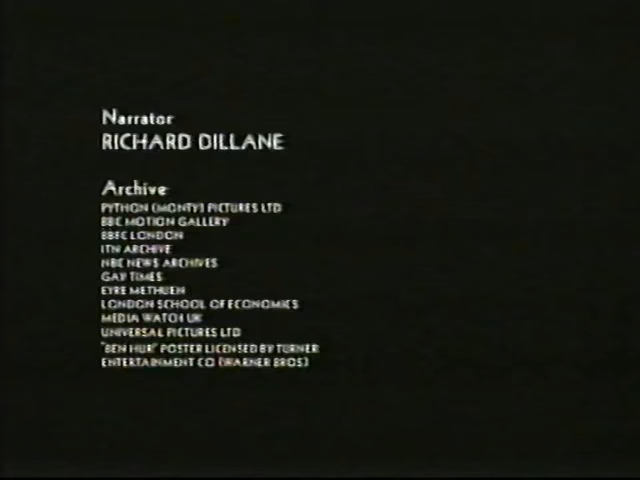 Narrator
RICHARD DILLANE
Archive
PYTHON (MONTY) PICTURES LTD
BBC MOTION GALLERY
BBFC LONDON
ITN ARCHIVE
NBC NEWS ARCHIVES
GAY TIMES
EYRE METHUEN
LONDON SCHOOL OF ECONOMICS
MEDIA WATCH UK
UNIVERSAL PICTURES LTD
"BEN HUR" POSTER LICENSED BY TURNER
ENTERTAINMENT CO (WARNER BROS)